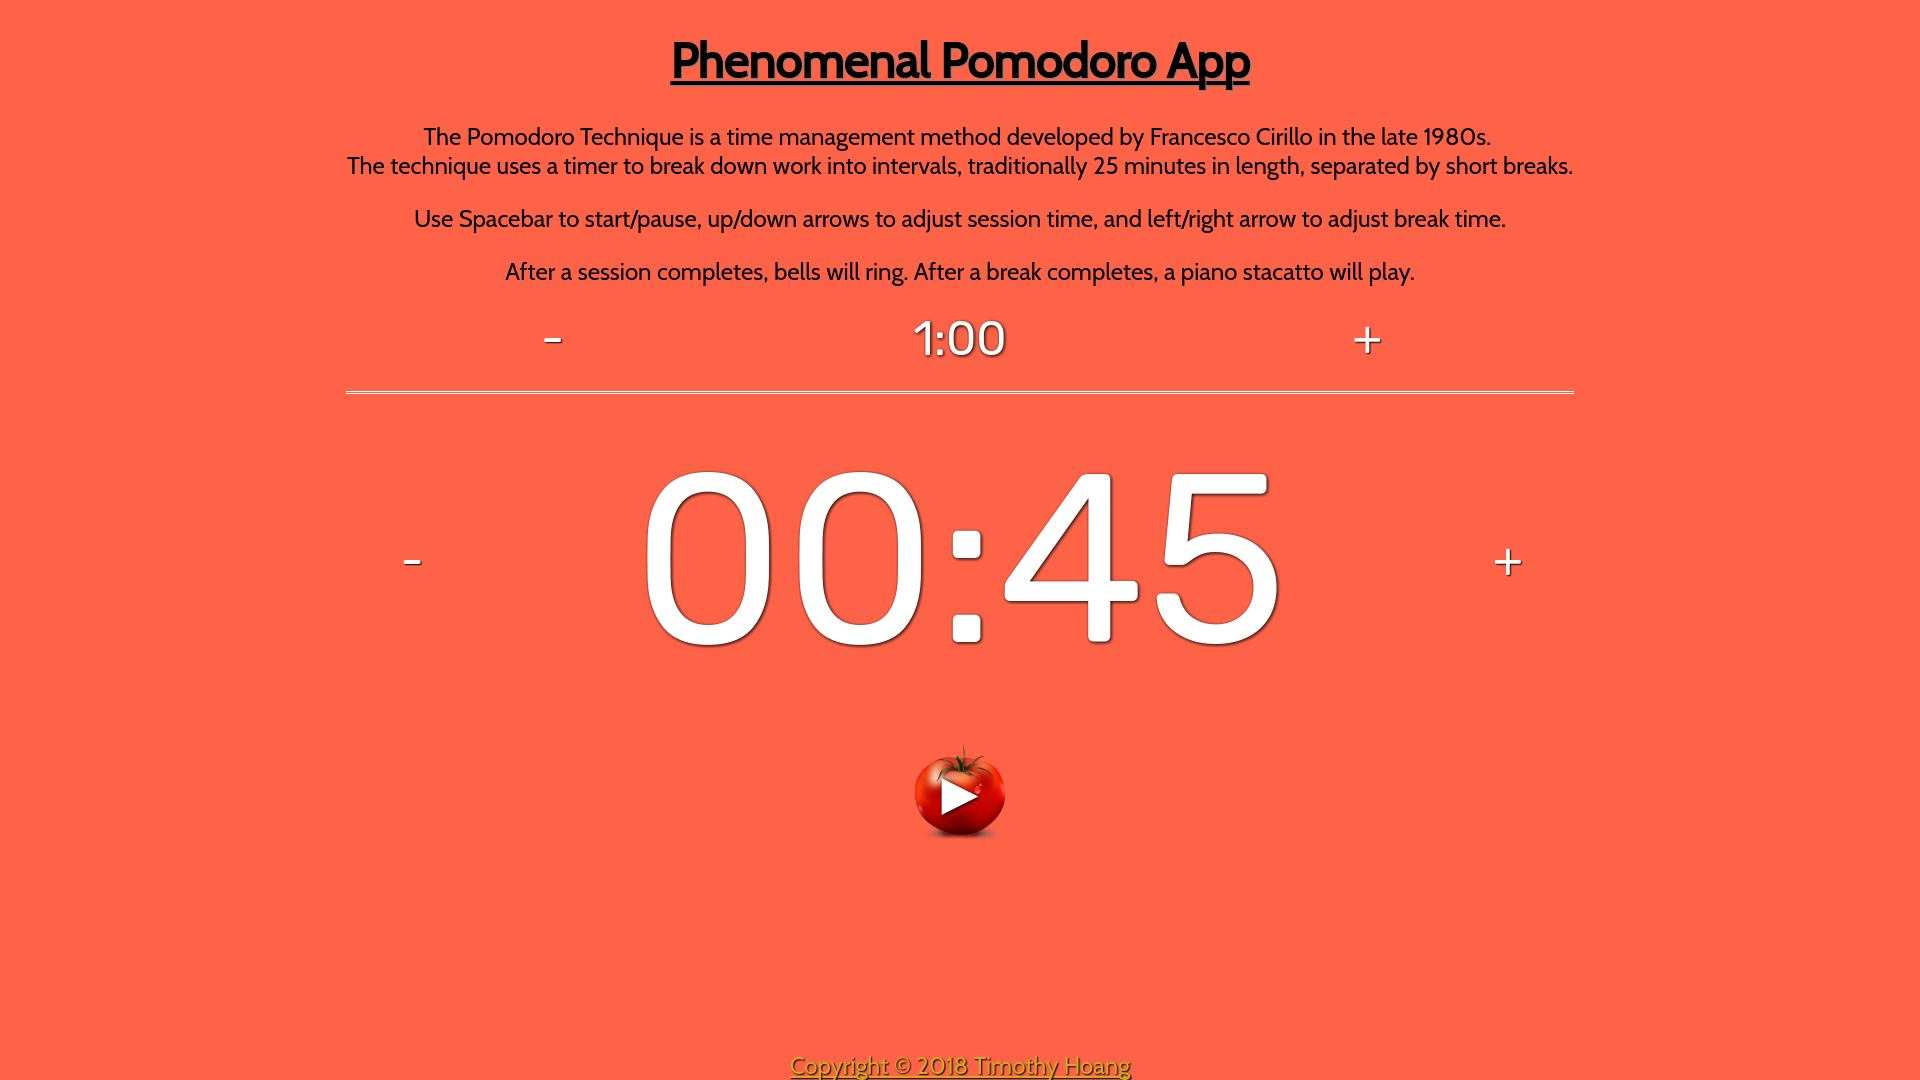 Phenomenal Pomodoro App
The Pomodoro Technique is a time management method developed by Francesco Cirillo in the late 1980s.
The technique uses a timer to break down work into intervals, traditionally 25 minutes in length, separated by short breaks.
Use Spacebar to start/pause, up/down arrows to adjust session time, and left/right arrow to adjust break time.
After a session completes, bells will ring. After a break completes, a piano stacatto will play.
- 1:00 +
- 00:45 +
Copyright © 2018 Timothy Hoang